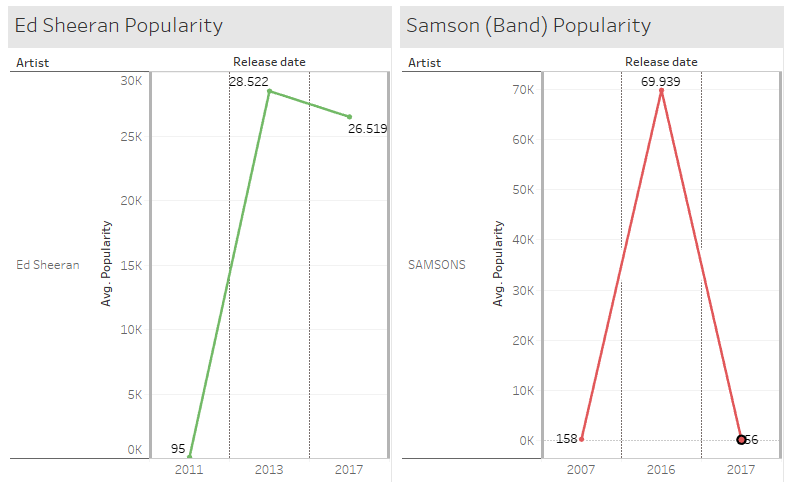 Ed Sheeran Popularity
Artist
Release date
30K
28.522
26.519
25K
20K
15K
10K
5K
0K
Avg. Popularity
Ed Sheeran
95
2011 2013 2017
Samson (Band) Popularity
Artist
Release date
70K
69.939
60K
50K
40K
30K
20K
10K
0K
Avg. Popularity
SAMSONS
158
2007 2016 2017